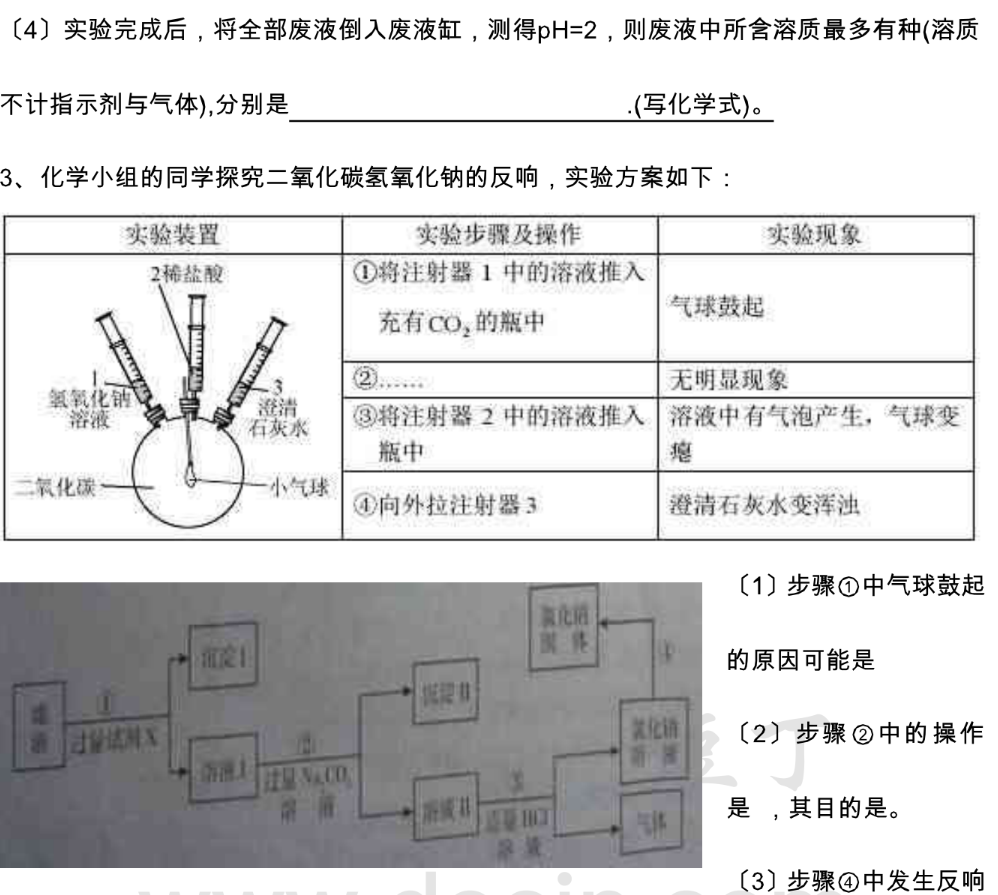 〔4〕实验完成后，将全部废液倒入废液缸，测得pH=2，则废液中所含溶质最多有种(溶质
不计指示剂与气体),分别是 .(写化学式)。
3、化学小组的同学探究二氧化碳氢氧化钠的反响，实验方案如下：
实验装置 实验步骤及操作 实验现象
2稀盐酸
1
氢氧化钠
溶液
3
澄清
石灰水
二氧化碳
小气球
①将注射器 1 中的溶液推入
充有CO₂的瓶中
气球鼓起
②…… 无明显现象
③将注射器 2 中的溶液推入
瓶中
溶液中有气泡产生，气球变
瘪
④向外拉注射器 3 澄清石灰水变浑浊
①
过量试剂X
沉淀I
溶液I
②
过量Na₂CO₃
溶液
沉淀II
溶液II
适量HCl
溶液
氯化钠
溶液
气体
④
氯化钠
固体
〔1〕步骤①中气球鼓起
的原因可能是
〔2〕步骤②中的操作
是 ，其目的是。
〔3〕步骤④中发生反响